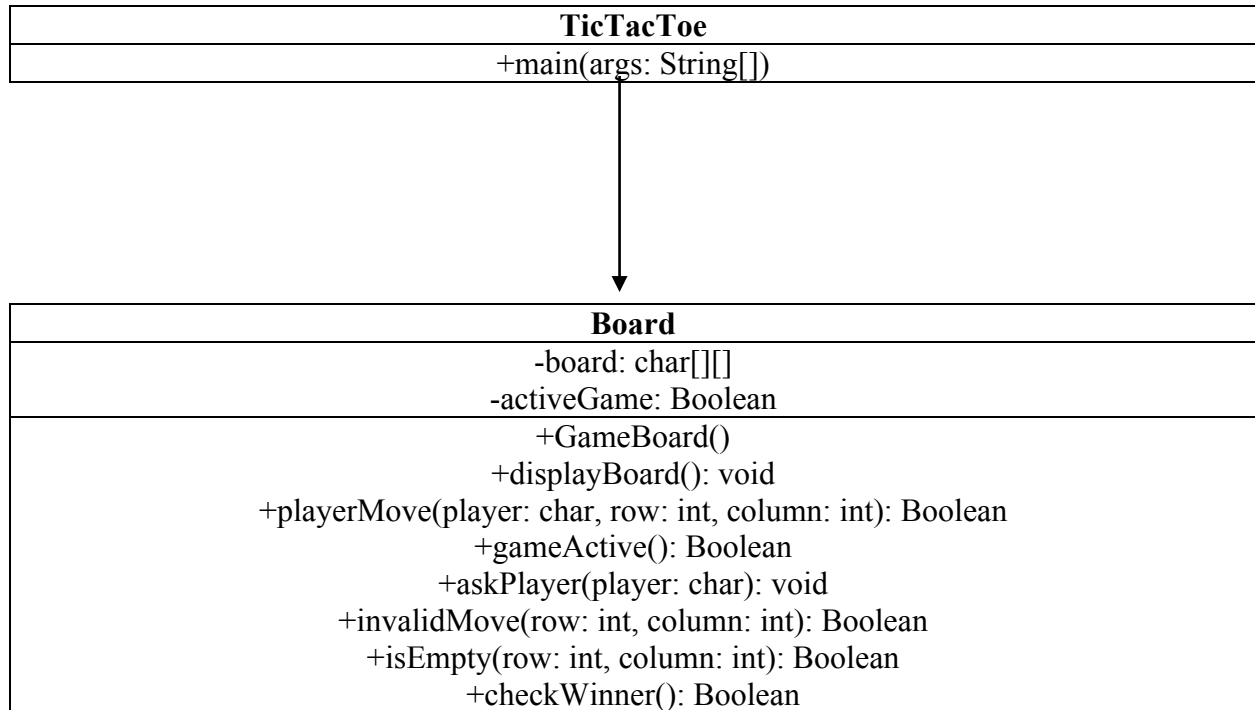 TicTacToe
+main(args: String[])
Board
-board: char[][]
-activeGame: Boolean
+GameBoard()
+displayBoard(): void
+playerMove(player: char, row: int, column: int): Boolean
+gameActive(): Boolean
+askPlayer(player: char): void
+invalidMove(row: int, column: int): Boolean
+isEmpty(row: int, column: int): Boolean
+checkWinner(): Boolean